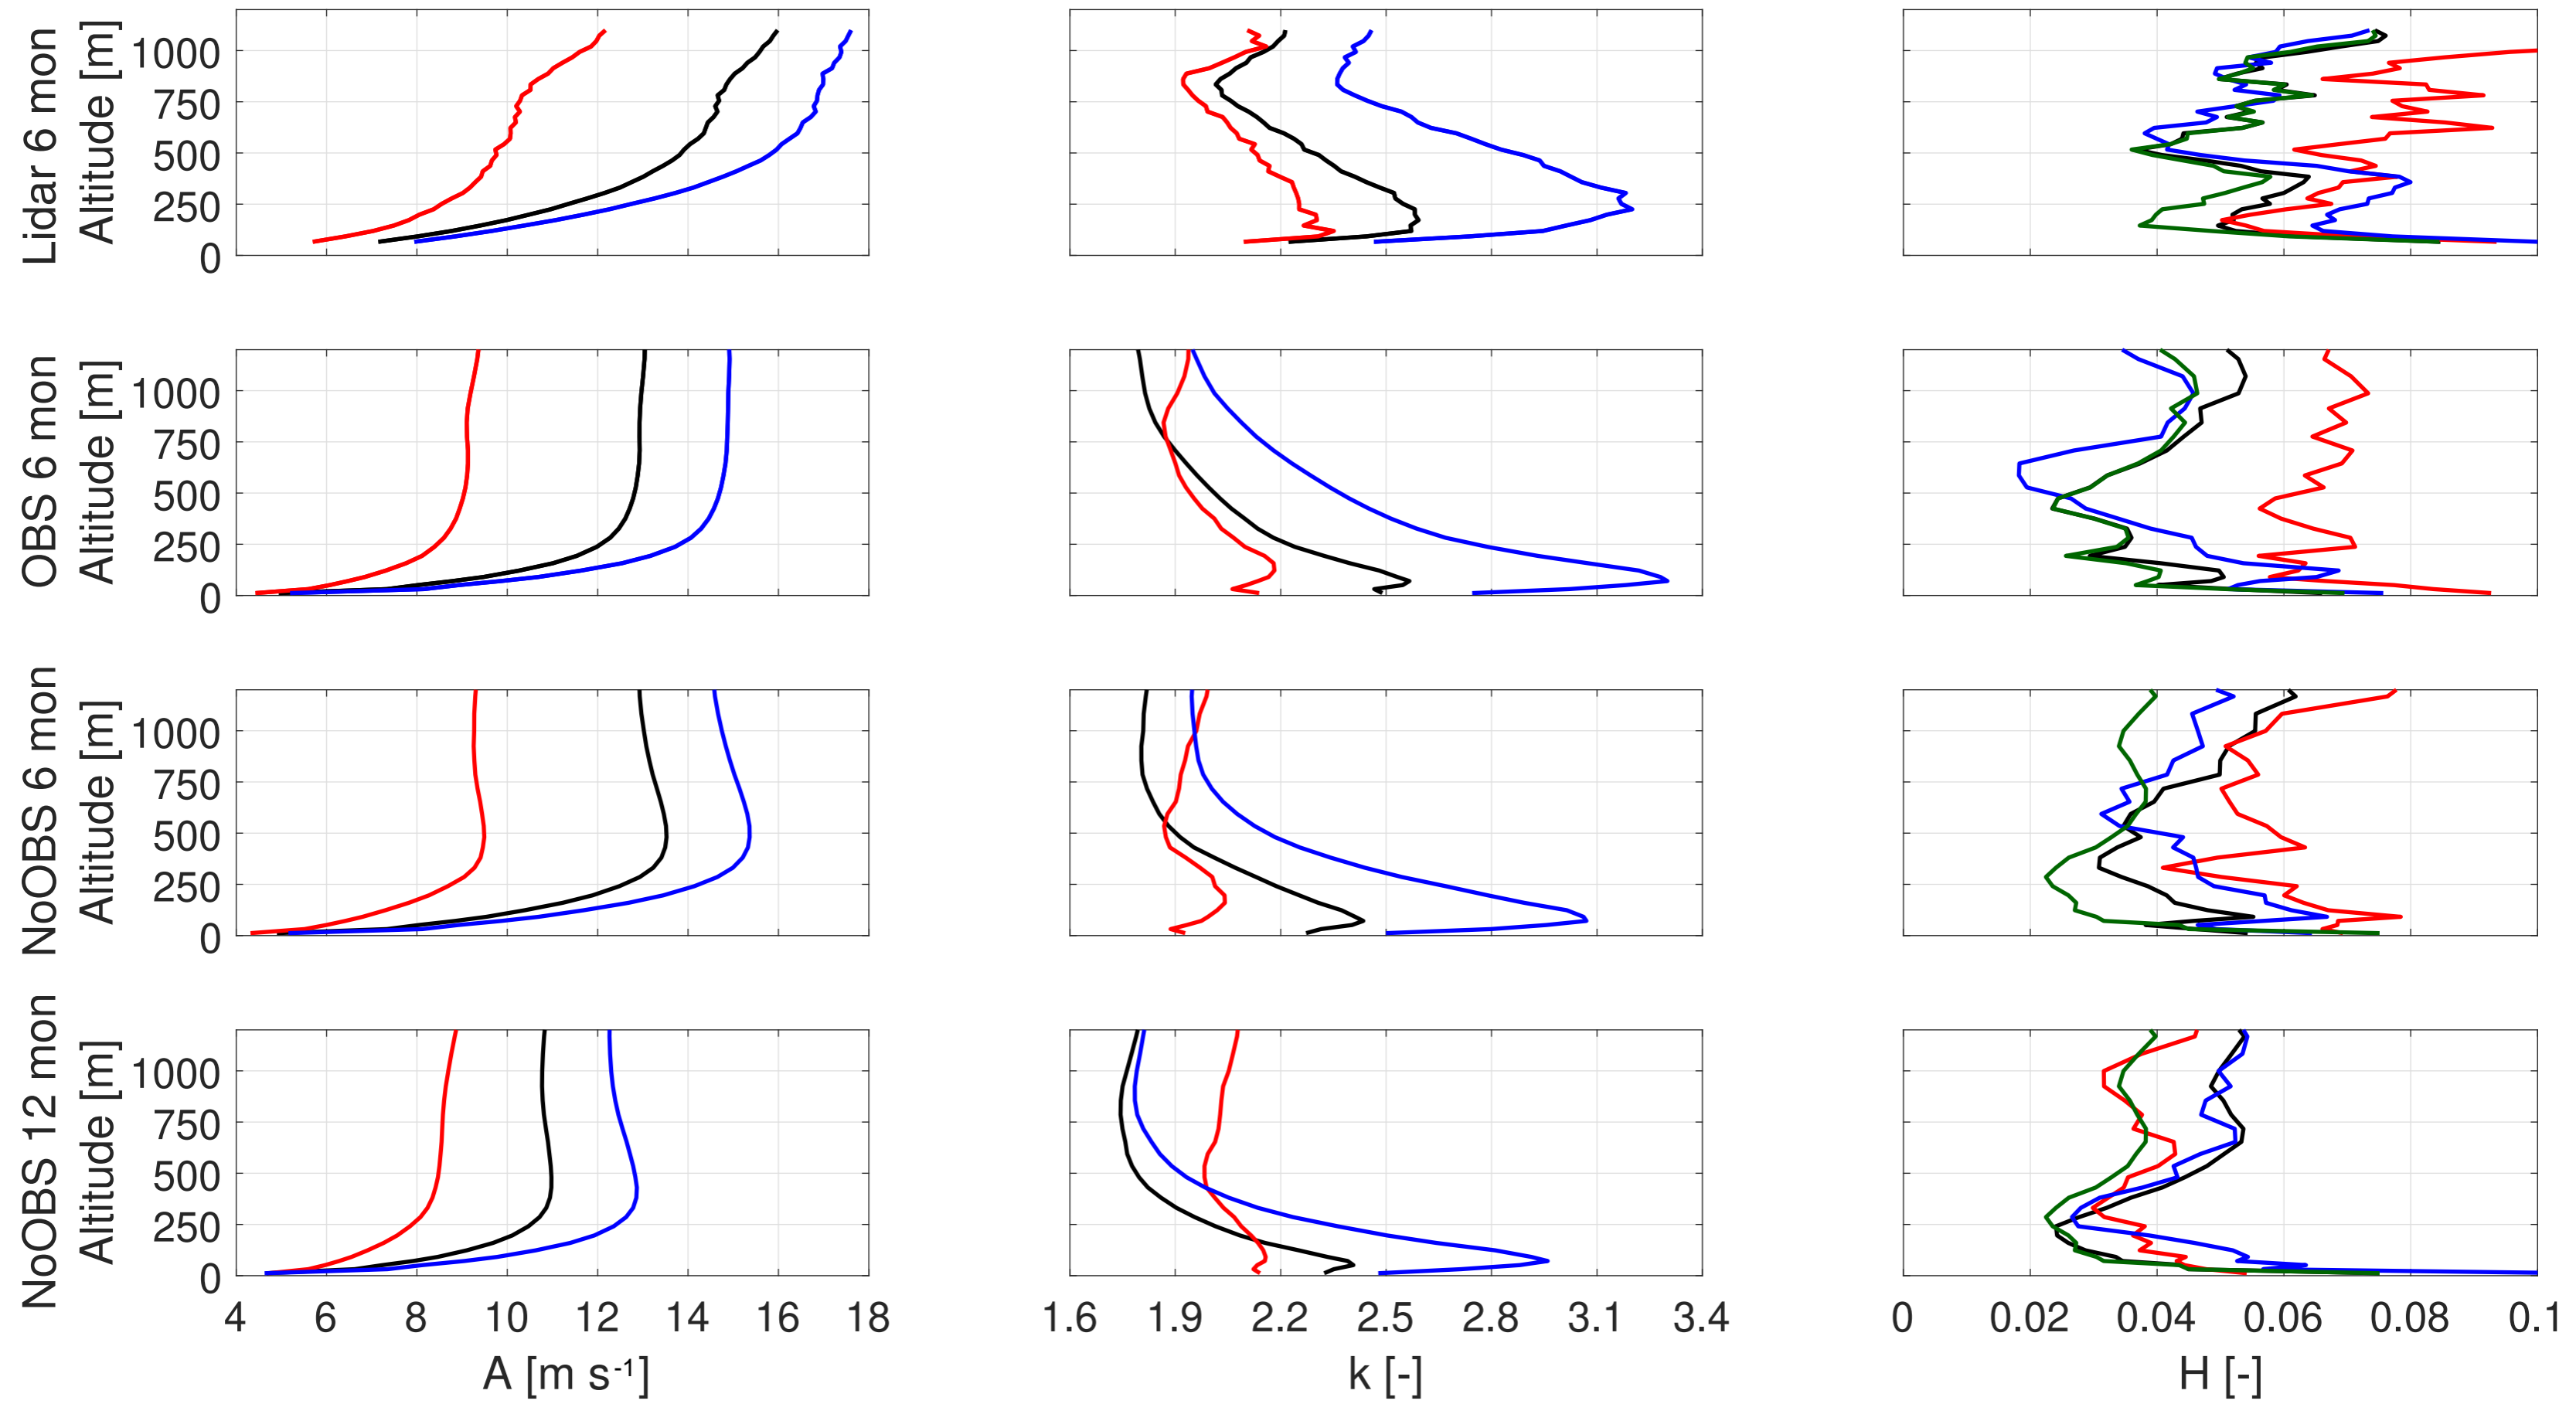 Lidar 6 mon
Altitude [m]
1000
750
500
250
0
OBS 6 mon
Altitude [m]
1000
750
500
250
0
NoOBS 6 mon
Altitude [m]
1000
750
500
250
0
NoOBS 12 mon
Altitude [m]
1000
750
500
250
0
4 6 8 10 12 14 16 18
A [m s⁻¹]
1.6 1.9 2.2 2.5 2.8 3.1 3.4
k [-]
0 0.02 0.04 0.06 0.08 0.1
H [-]